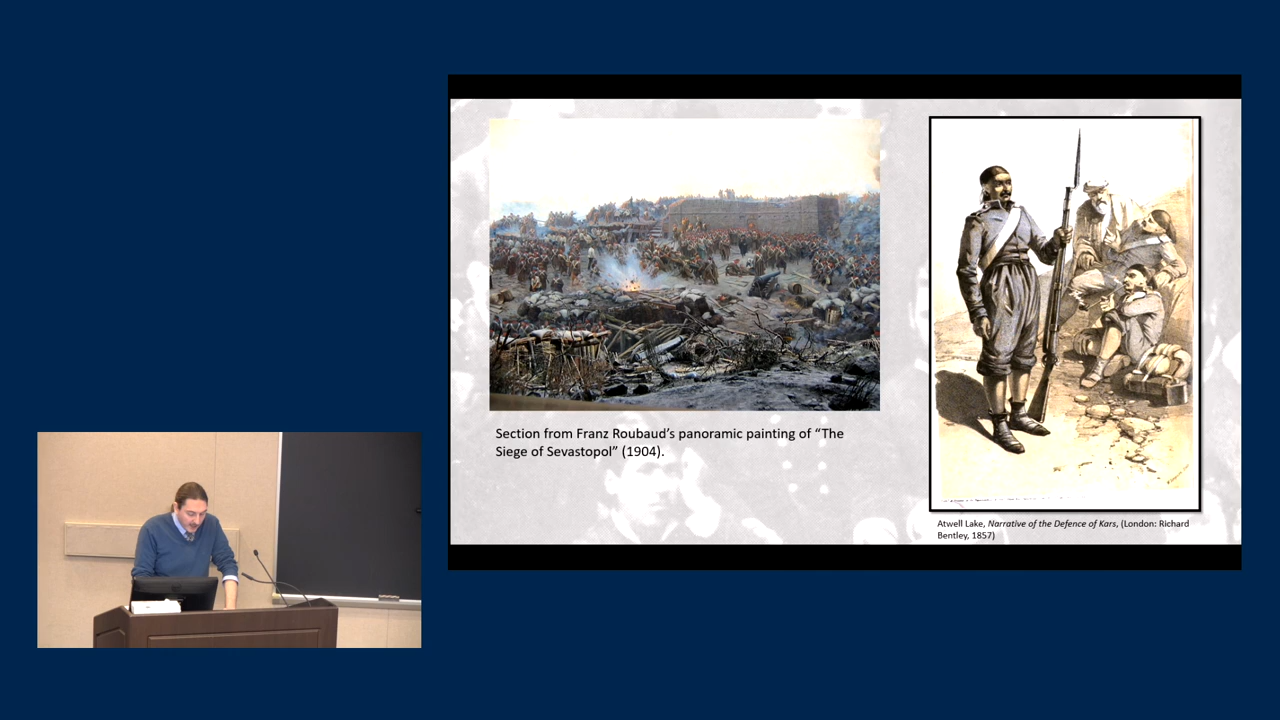 Section from Franz Roubaud’s panoramic painting of “The
Siege of Sevastopol” (1904).
Atwell Lake, Narrative of the Defence of Kars, (London: Richard
Bentley, 1857)